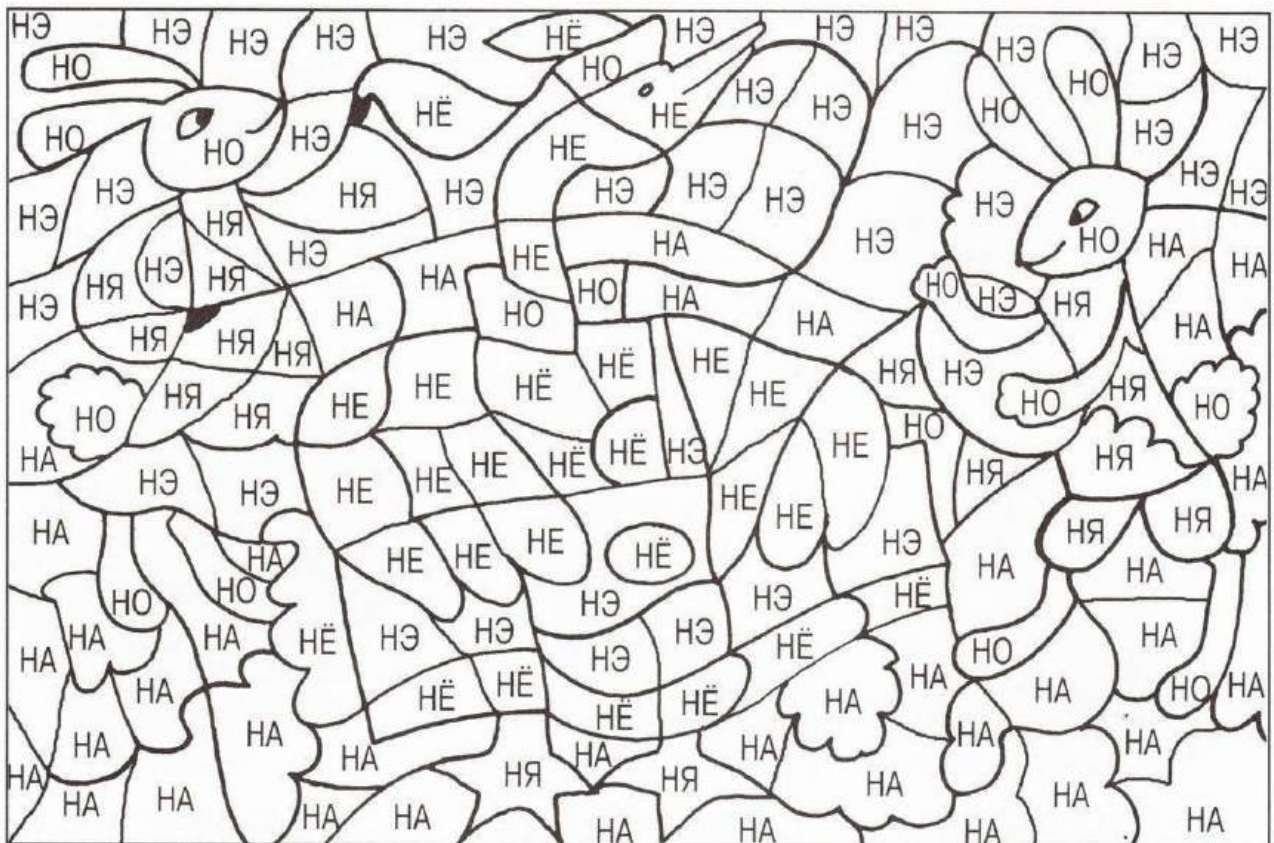 НЭ НЭ НЭ НЭ НЭ НЁ НЭ НЭ НЭ НЭ НЭ НЭ
НО НО НЭ НО НО НЭ
НО НО НЭ НЁ НЕ НЕ НЭ НЭ НЭ НЭ
НЭ НЭ НЯ НЭ НЭ НЭ НЭ НЭ НЭ НЭ
НЯ НЭ НА НЭ НО НА НА
НЭ НЯ НЭ НЯ НА НЕ НО НА НО НЭ НЯ
НЯ НЯ НЯ НА НО НА НА
НО НЯ НЯ НЕ НЕ НЁ НЁ НЕ НЕ НЯ НЭ НО НЯ НО
НА НЭ НЭ НЕ НЕ НЕ НЁ НЁ НЭ НЕ НО НЯ НЯ НА
НА НА НЕ НЕ НЕ НЁ НЕ НЕ НЭ НА НЯ НЯ
НО НО НЭ НЭ НЁ НА
НА НА НА НЁ НЭ НЭ НЭ НЭ НЁ НО НА
НА НА НЁ НЁ НЁ НЁ НА НА НА НО НА
НА НА НА НА НА НА НА
НА НА НА НЯ НЯ НА НА
НА НА НА НА НА НА